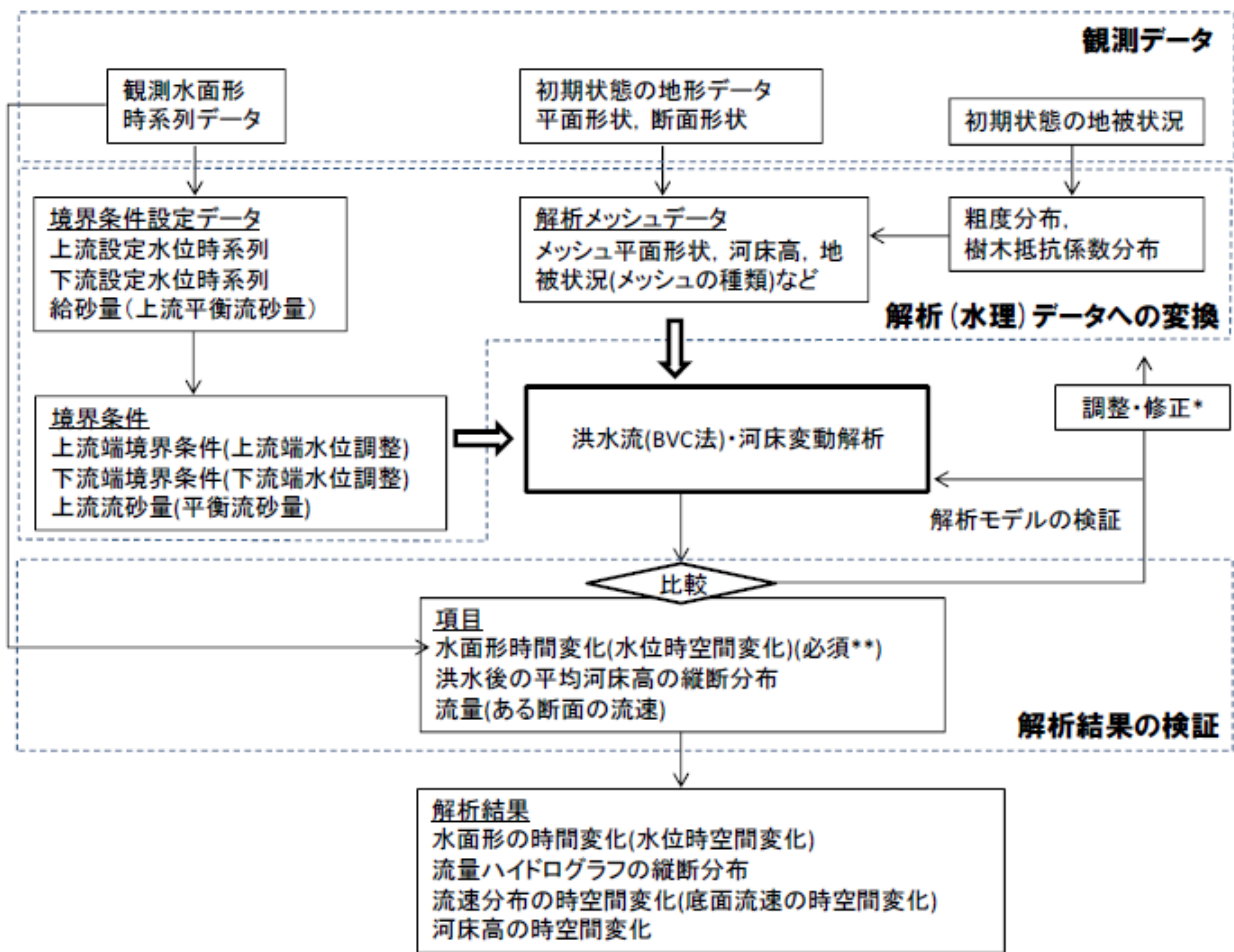 観測データ
観測水面形
時系列データ
初期状態の地形データ
平面形状, 断面形状
初期状態の地被状況
境界条件設定データ
上流設定水位時系列
下流設定水位時系列
給砂量(上流平衡流砂量)
解析メッシュデータ
メッシュ平面形状, 河床高, 地
被状況(メッシュの種類)など
粗度分布,
樹木抵抗係数分布
解析(水理)データへの変換
境界条件
上流端境界条件(上流端水位調整)
下流端境界条件(下流端水位調整)
上流流砂量(平衡流砂量)
洪水流(BVC法)・河床変動解析
調整・修正*
解析モデルの検証
比較
項目
水面形時間変化(水位時空間変化)(必須**)
洪水後の平均河床高の縦断分布
流量(ある断面の流速)
解析結果の検証
解析結果
水面形の時間変化(水位時空間変化)
流量ハイドログラフの縦断分布
流速分布の時空間変化(底面流速の時空間変化)
河床高の時空間変化